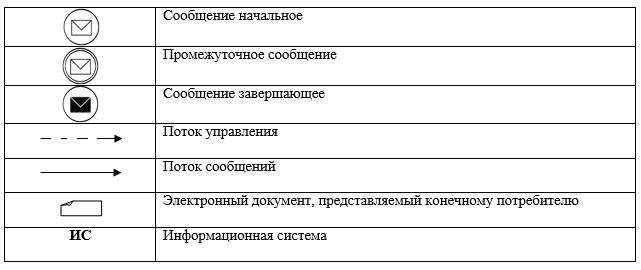 Сообщение начальное
Промежуточное сообщение
Сообщение завершающее
Поток управления
Поток сообщений
Электронный документ, представляемый конечному потребителю
ИС Информационная система